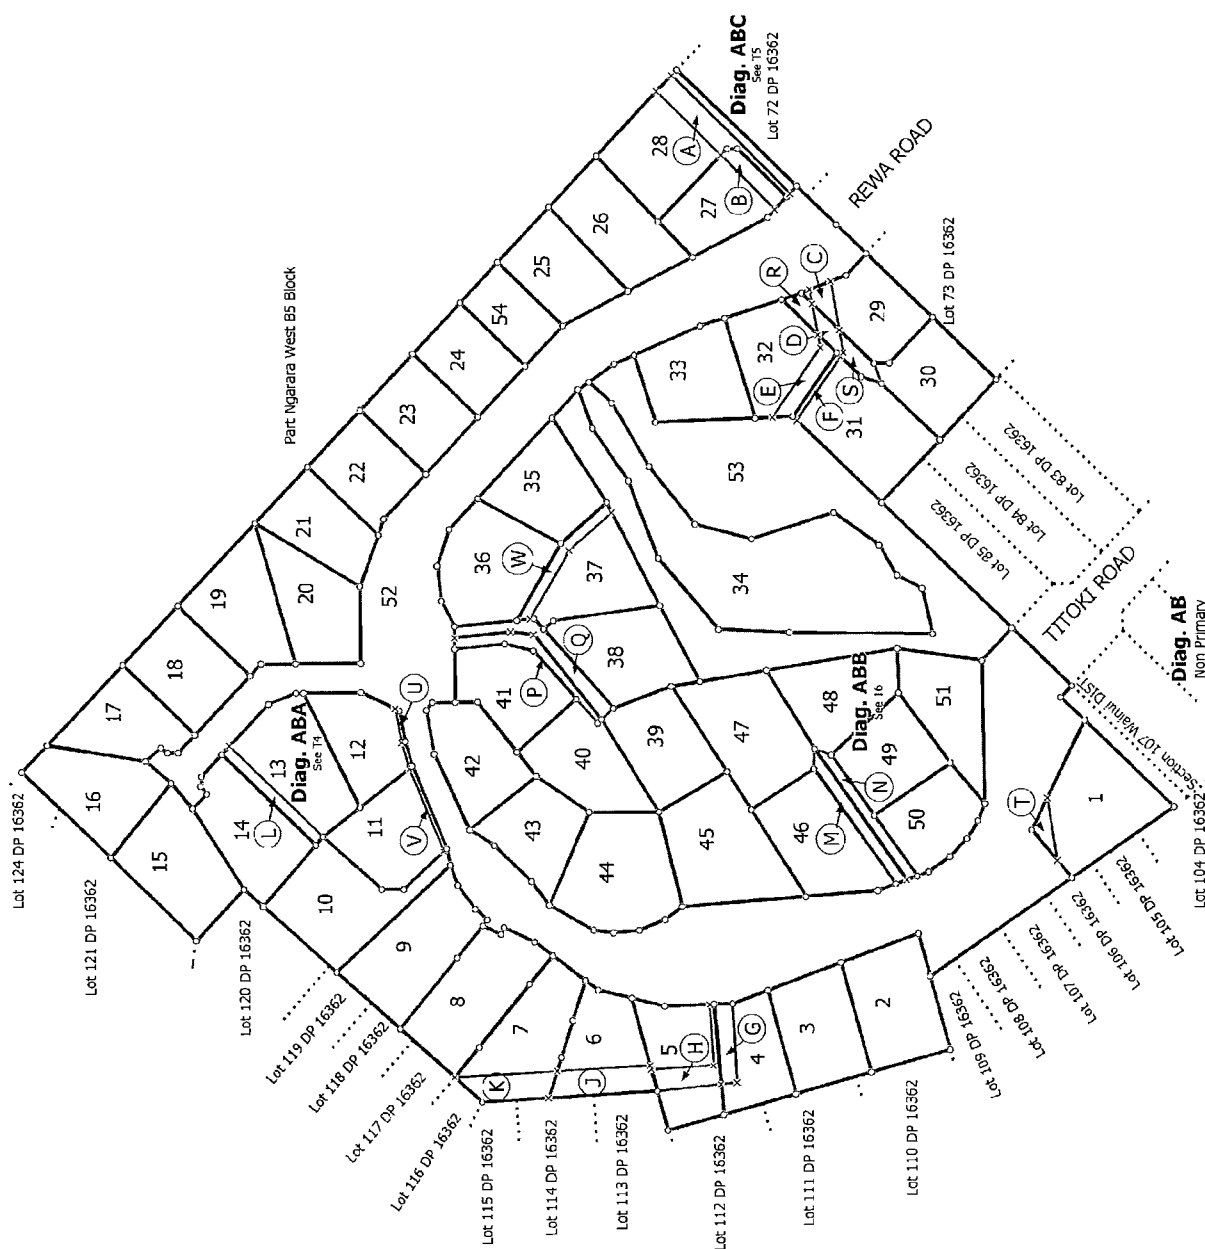 Lot 124 DP 16362
Lot 121 DP 16362
Lot 120 DP 16362
Lot 119 DP 16362
Lot 118 DP 16362
Lot 117 DP 16362
Lot 116 DP 16362
Lot 115 DP 16362
Lot 114 DP 16362
Lot 113 DP 16362
Lot 112 DP 16362
Lot 111 DP 16362
Lot 110 DP 16362
Lot 109 DP 16362
Lot 108 DP 16362
Lot 107 DP 16362
Lot 106 DP 16362
Lot 105 DP 16362
Lot 104 DP 16362
Section 107 Wainui DIST
Diag. AB
Non Primary
TITOKI ROAD
Lot 85 DP 16362
Lot 84 DP 16362
Lot 83 DP 16362
Lot 73 DP 16362
REWA ROAD
Diag. ABC
See T5
Lot 72 DP 16362
Part Ngarara West B5 Block
Diag. ABA
See T4
Diag. ABB
See 16
1
2
3
4
5
6
7
8
9
10
11
12
13
14
15
16
17
18
19
20
21
22
23
24
54
25
26
27
28
29
30
31
32
33
34
35
36
37
38
39
40
41
42
43
44
45
46
47
48
49
50
51
52
53
A
B
C
D
E
F
G
H
J
K
L
M
N
P
Q
R
S
T
U
V
W